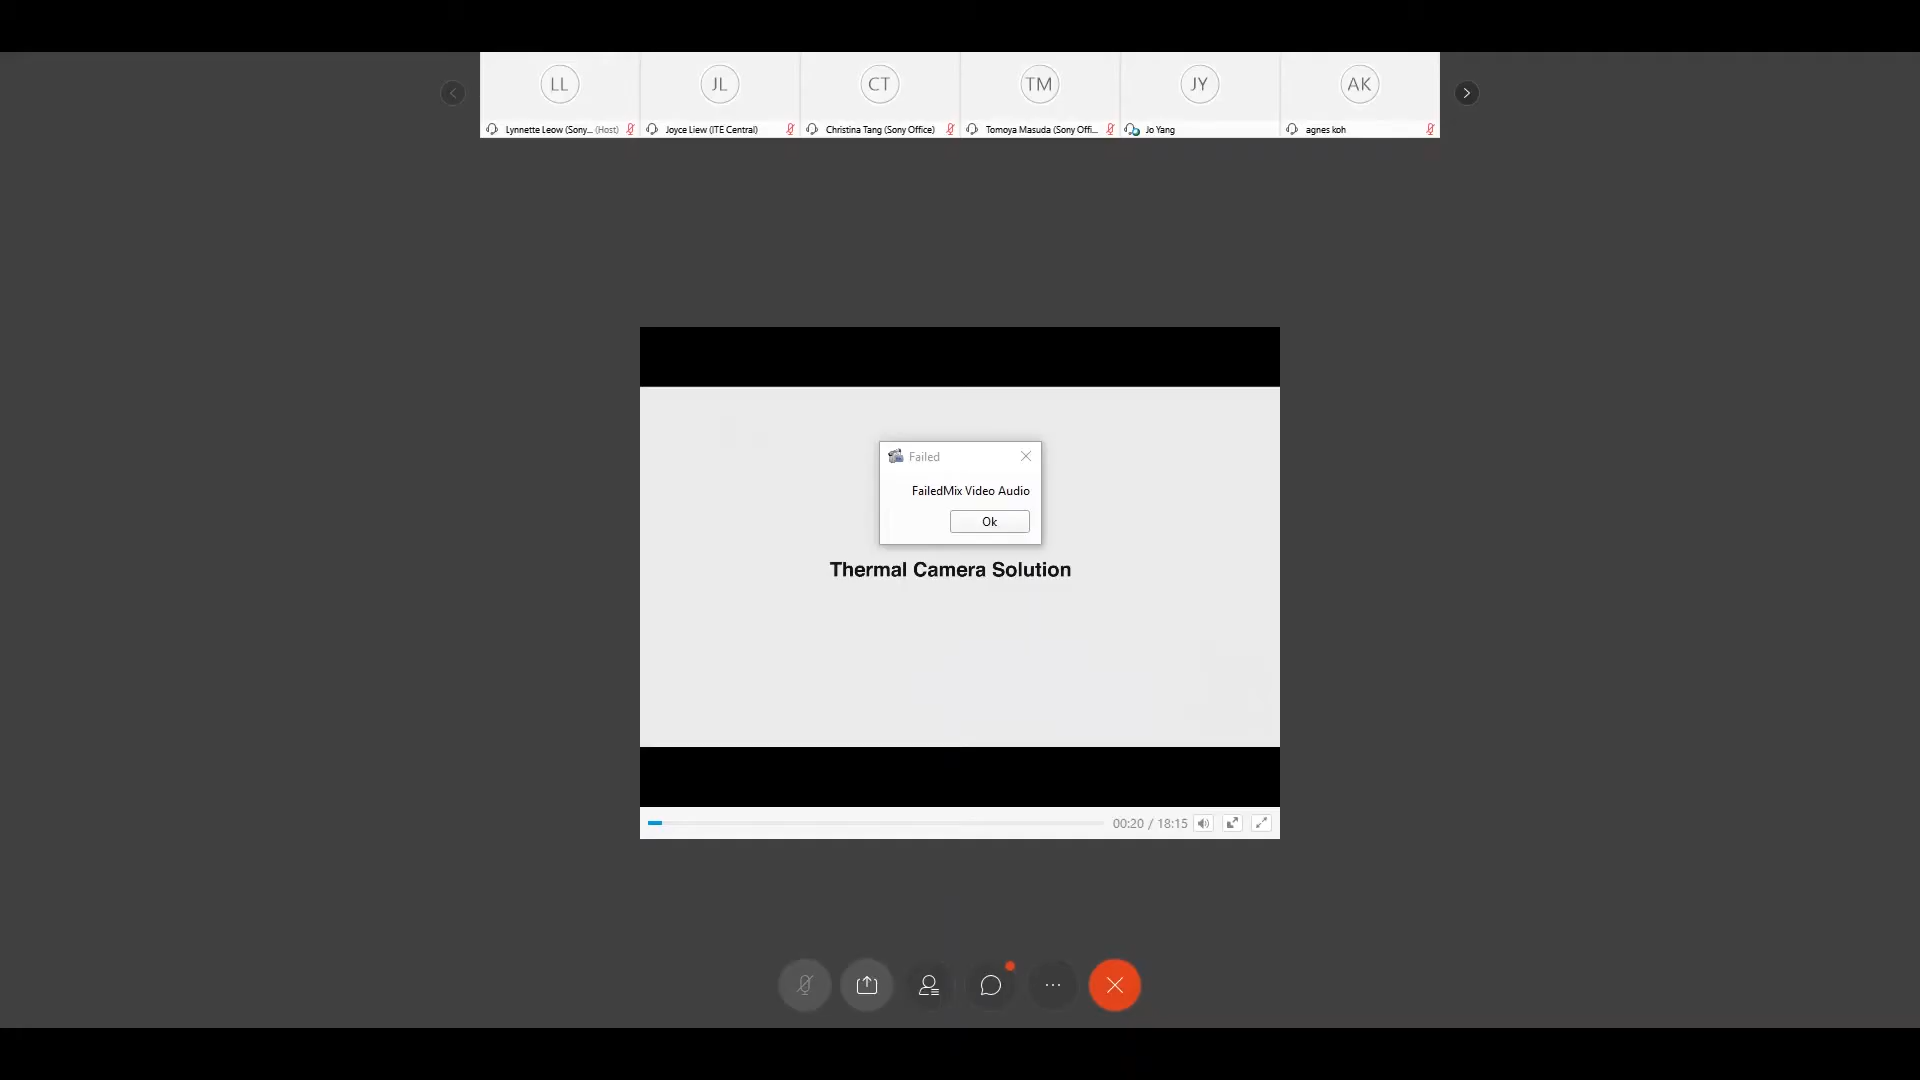 LL
JL
CT
TM
JY
AK
Lynnette Leow (Sony... (Host)
Joyce Liew (ITE Central)
Christina Tang (Sony Office)
Tomoya Masuda (Sony Offi...
Jo Yang
agnes koh
Failed
FailedMix Video Audio
Ok
Thermal Camera Solution
00:20 / 18:15